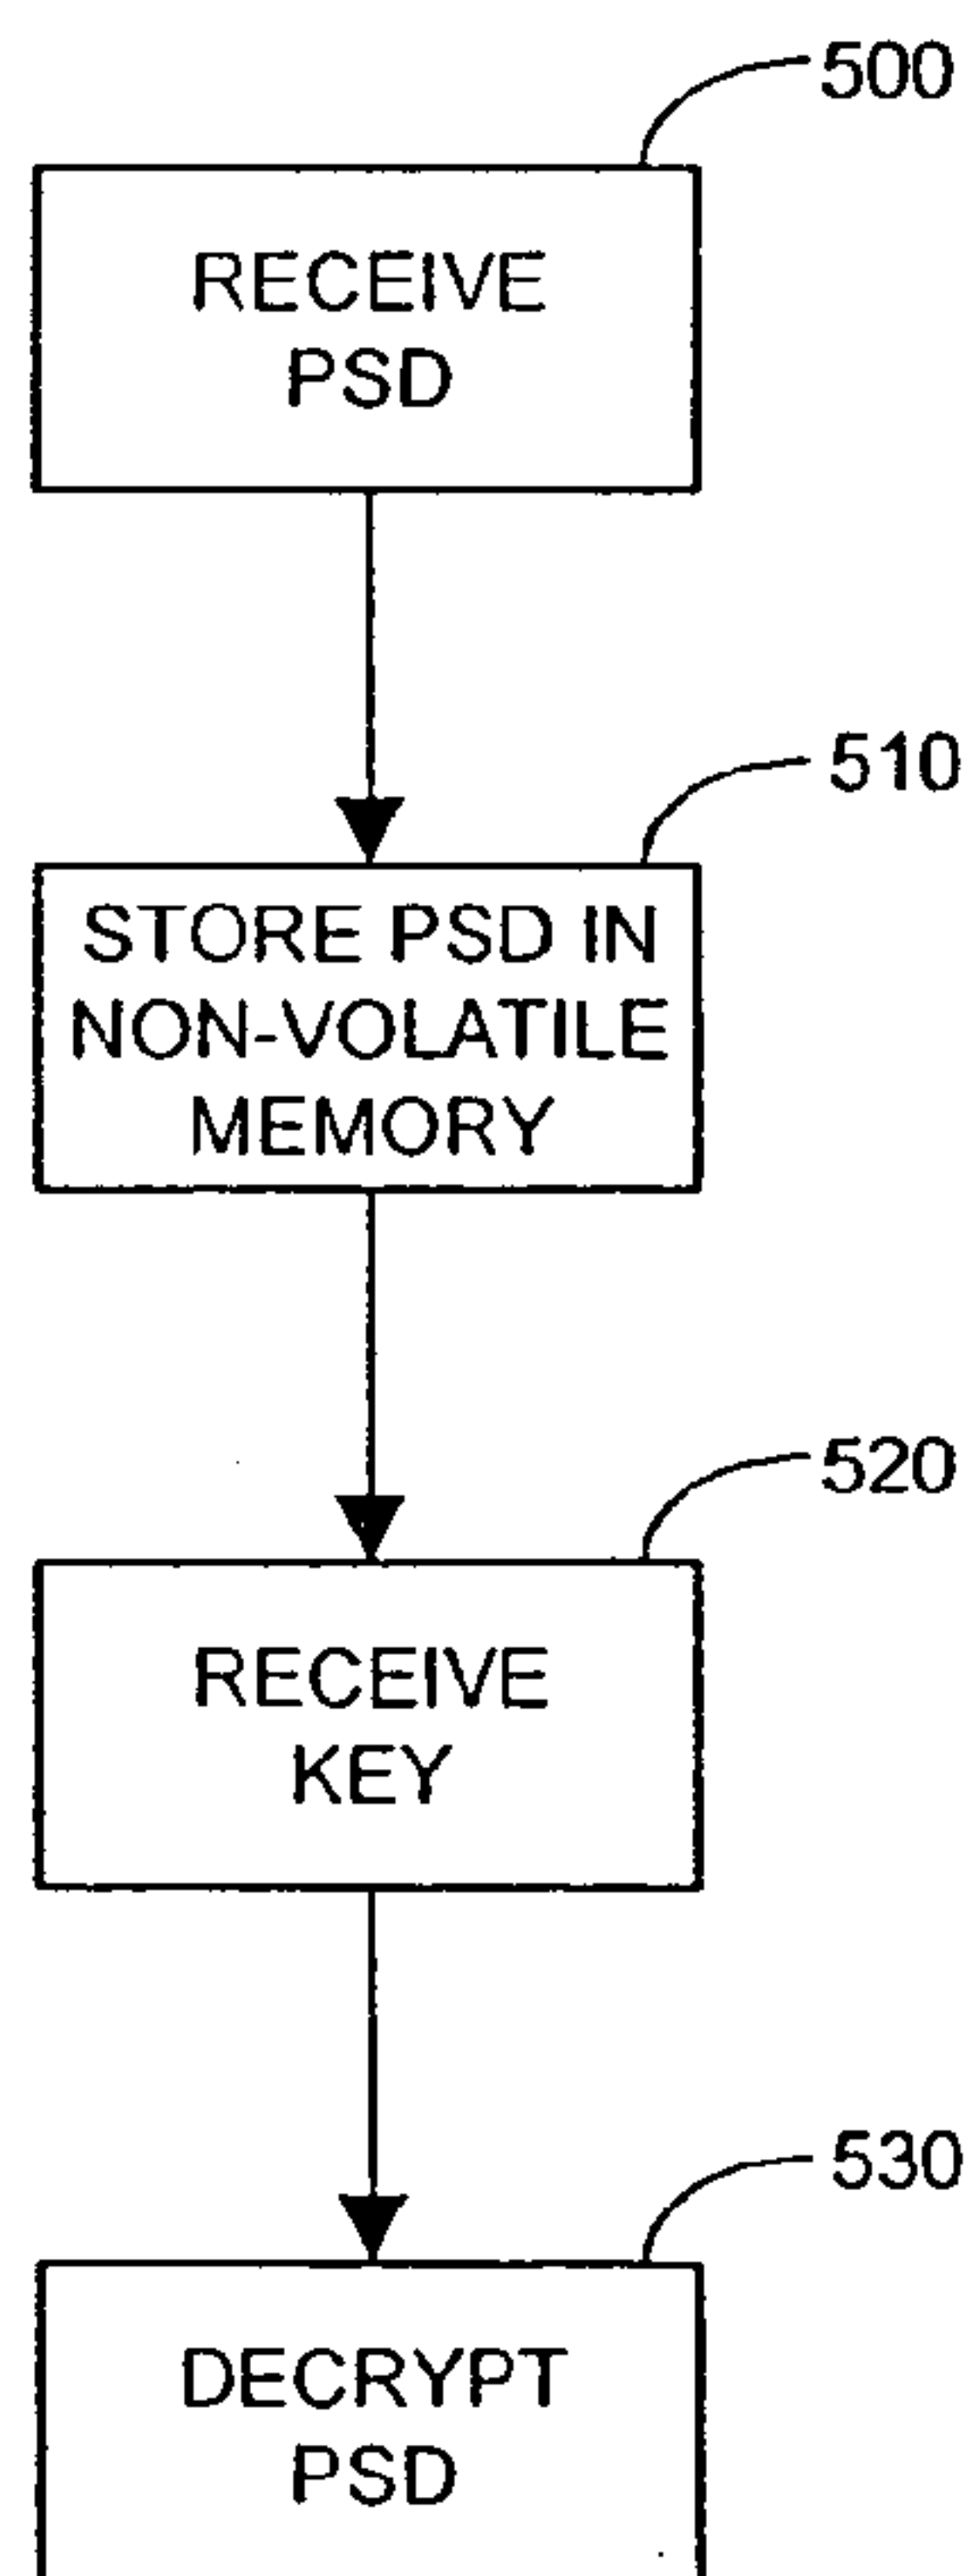 500
RECEIVE
PSD
510
STORE PSD IN
NON-VOLATILE
MEMORY
520
RECEIVE
KEY
530
DECRYPT
PSD